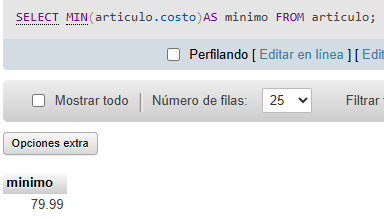 SELECT MIN(articulo.costo)AS minimo FROM articulo;
Perfilando [ Editar en línea ] [ Edit
Mostrar todo Número de filas: 25 Filtrar
Opciones extra
minimo
79.99